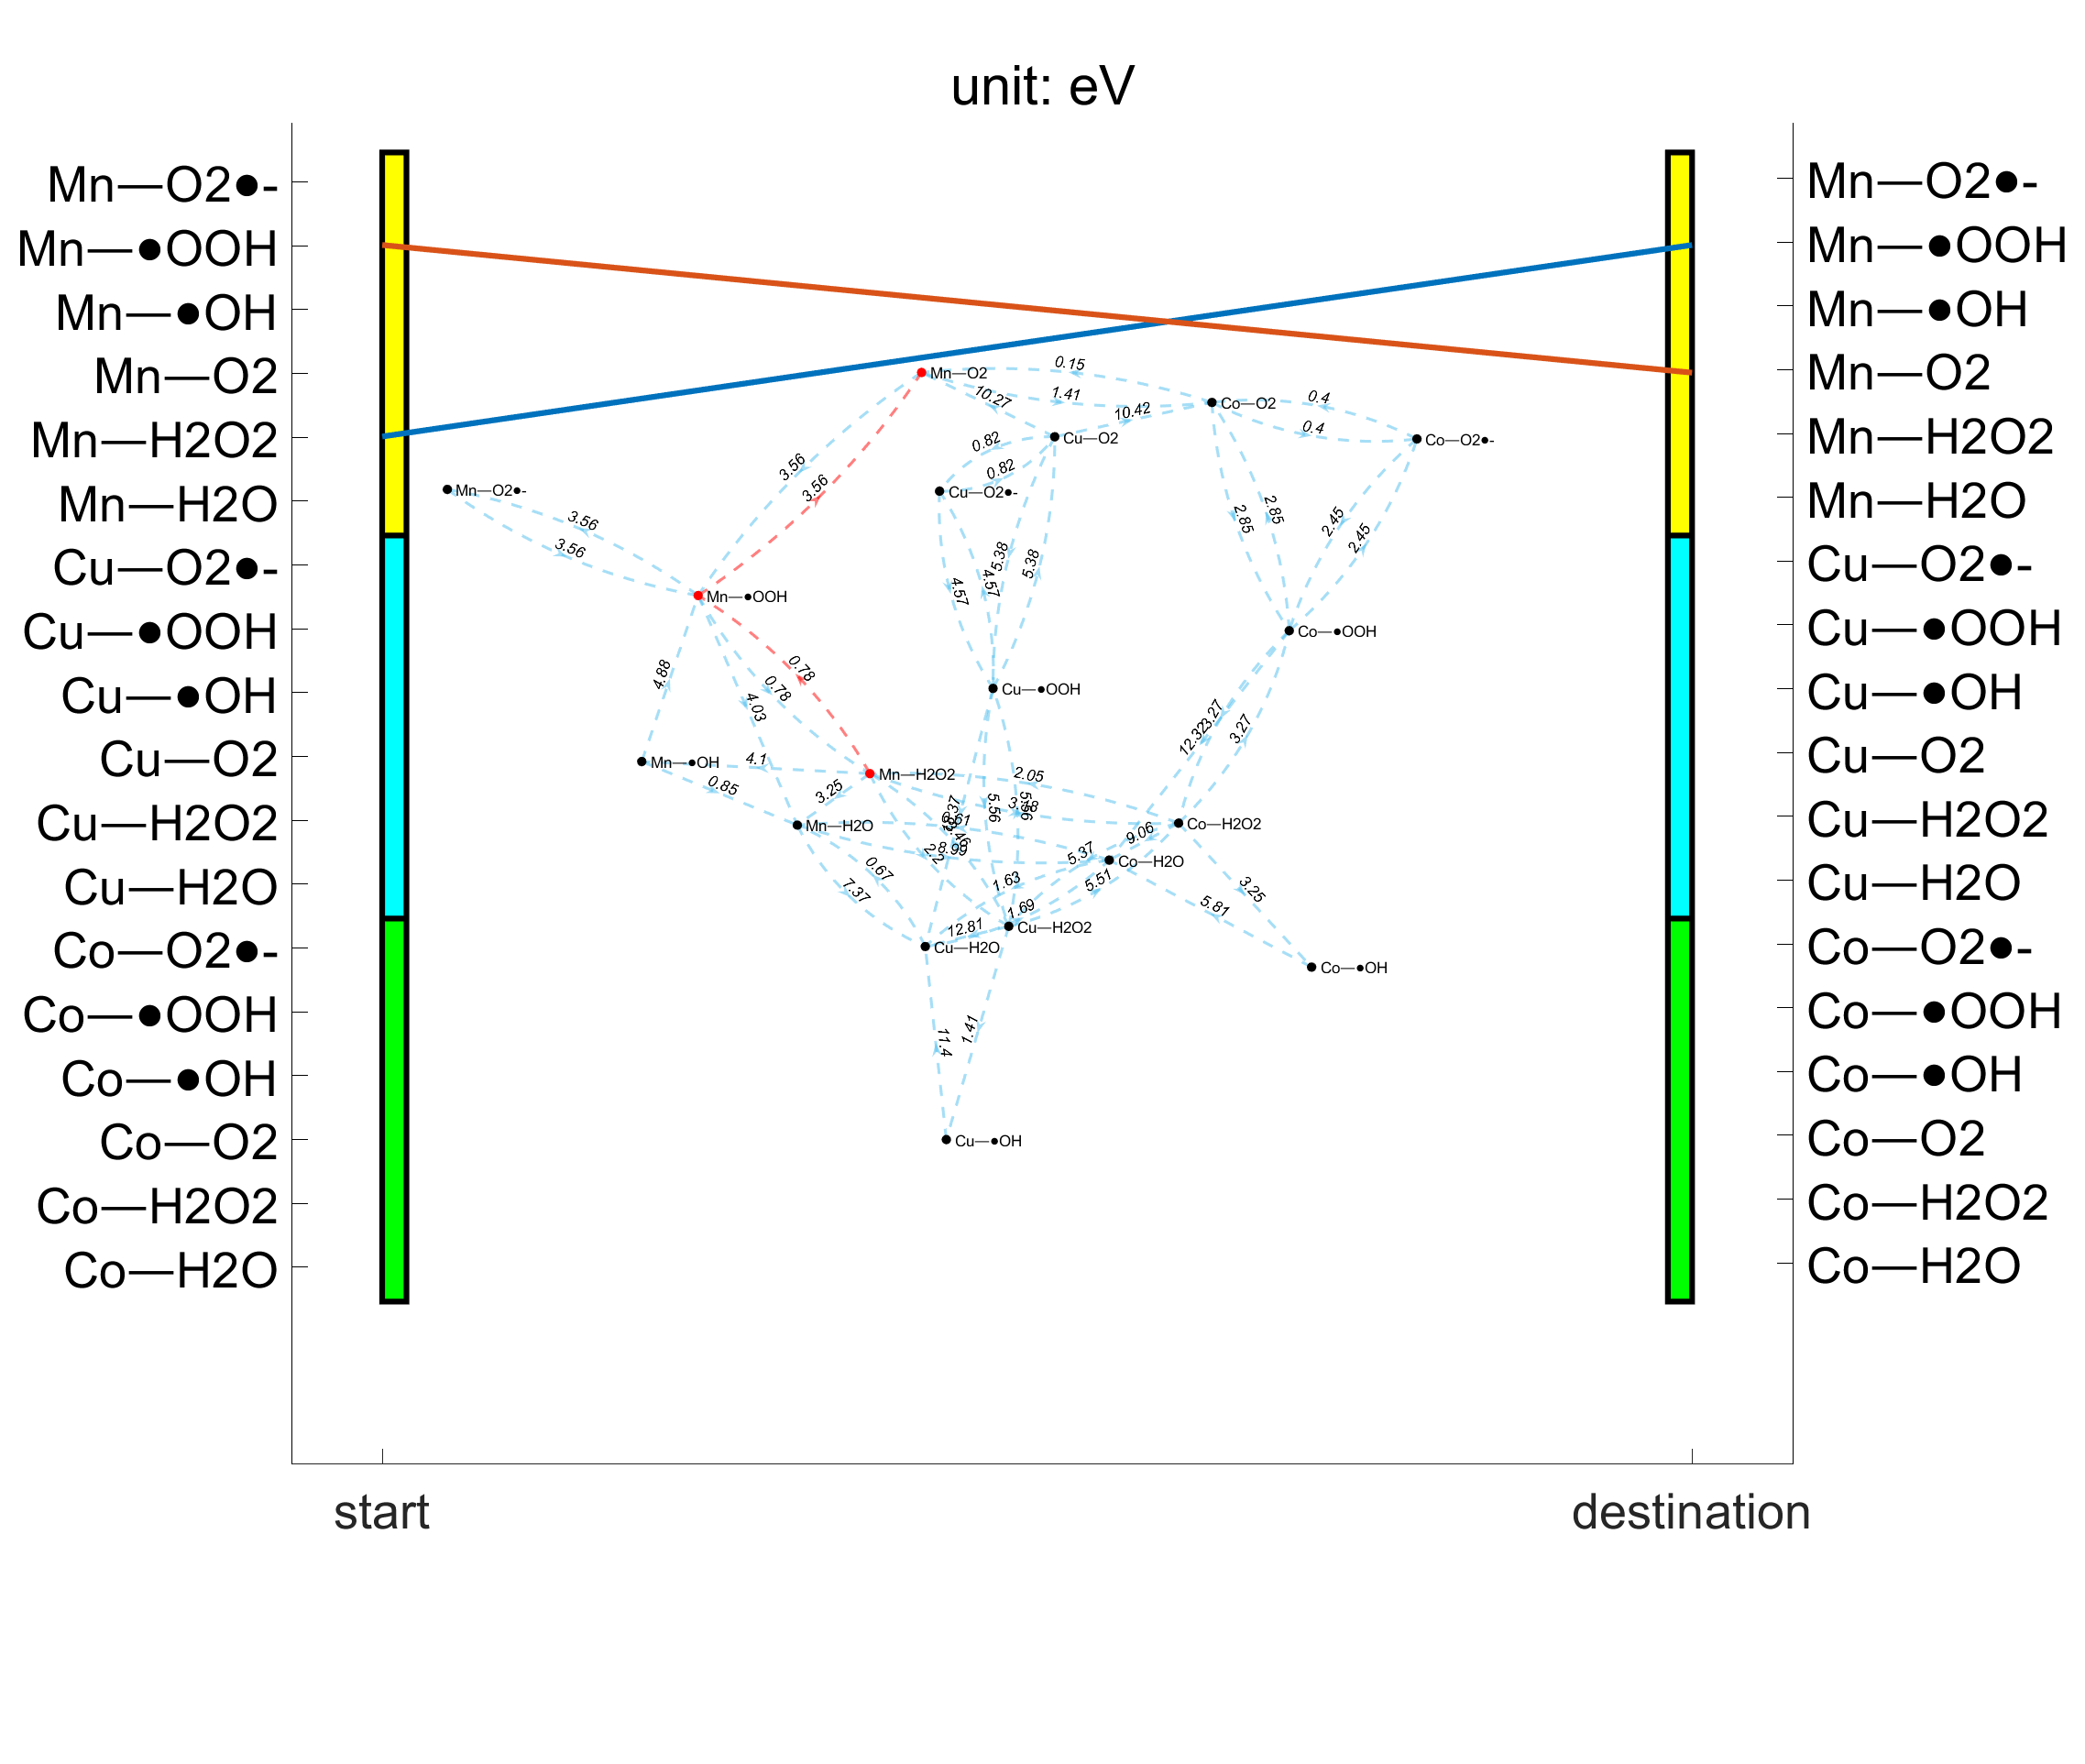 unit: eV
Mn—O2●-
Mn—●OOH
Mn—●OH
Mn—O2
Mn—H2O2
Mn—H2O
Cu—O2●-
Cu—●OOH
Cu—●OH
Cu—O2
Cu—H2O2
Cu—H2O
Co—O2●-
Co—●OOH
Co—●OH
Co—O2
Co—H2O2
Co—H2O
0.15
Mn—O2
10.27
1.41
10.42
Co—O2
0.4
0.4
Co—O2●-
Cu—O2
0.82
0.82
Cu—O2●-
3.56
3.56
Mn—O2●-
3.56
3.56
2.85
2.85
2.45
2.45
5.38
5.38
4.57
4.57
Mn—●OOH
Co—●OOH
4.88
0.78
0.78
4.03
Cu—●OOH
12.32
3.27
3.27
Mn—●OH
4.1
0.85
Mn—H2O2
3.25
2.05
5.56
Mn—H2O
6.61
8.99
2.2
Co—H2O2
9.06
5.37
5.51
Co—H2O
0.67
7.37
1.63
1.69
12.81
Cu—H2O2
Cu—H2O
3.25
5.81
Co—●OH
11.4
1.41
Cu—●OH
Mn—O2●-
Mn—●OOH
Mn—●OH
Mn—O2
Mn—H2O2
Mn—H2O
Cu—O2●-
Cu—●OOH
Cu—●OH
Cu—O2
Cu—H2O2
Cu—H2O
Co—O2●-
Co—●OOH
Co—●OH
Co—O2
Co—H2O2
Co—H2O
start
destination